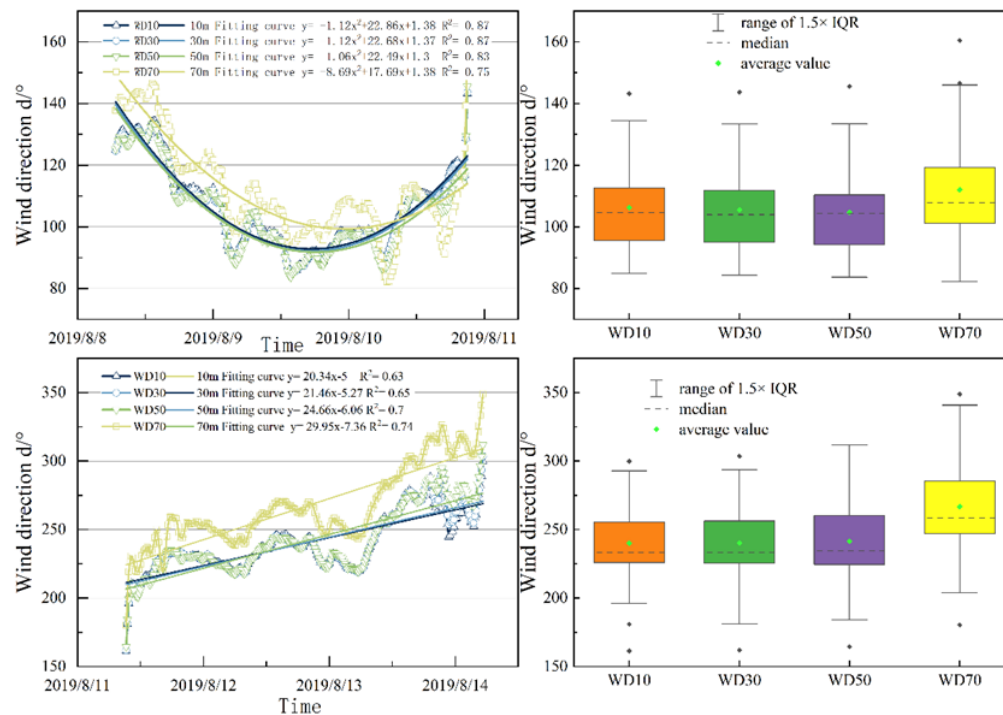 WD10 10m Fitting curve y= -1.12x²+22.86x+1.38 R²= 0.87
WD30 30m Fitting curve y= 1.12x²+22.68x+1.37 R²= 0.87
WD50 50m Fitting curve y= 1.06x²+22.49x+1.3 R²= 0.83
WD70 70m Fitting curve y= -8.69x²+17.69x+1.38 R²= 0.75
Wind direction d/°
160
140
120
100
80
2019/8/8 2019/8/9 2019/8/10 2019/8/11
Time
range of 1.5× IQR
median
average value
Wind direction d/°
160
140
120
100
80
WD10 WD30 WD50 WD70
WD10 10m Fitting curve y= 20.34x-5 R²= 0.63
WD30 30m Fitting curve y= 21.46x-5.27 R²= 0.65
WD50 50m Fitting curve y= 24.66x-6.06 R²= 0.7
WD70 70m Fitting curve y= 29.95x-7.36 R²= 0.74
Wind direction d/°
350
300
250
200
150
2019/8/11 2019/8/12 2019/8/13 2019/8/14
Time
range of 1.5× IQR
median
average value
Wind direction d/°
350
300
250
200
150
WD10 WD30 WD50 WD70